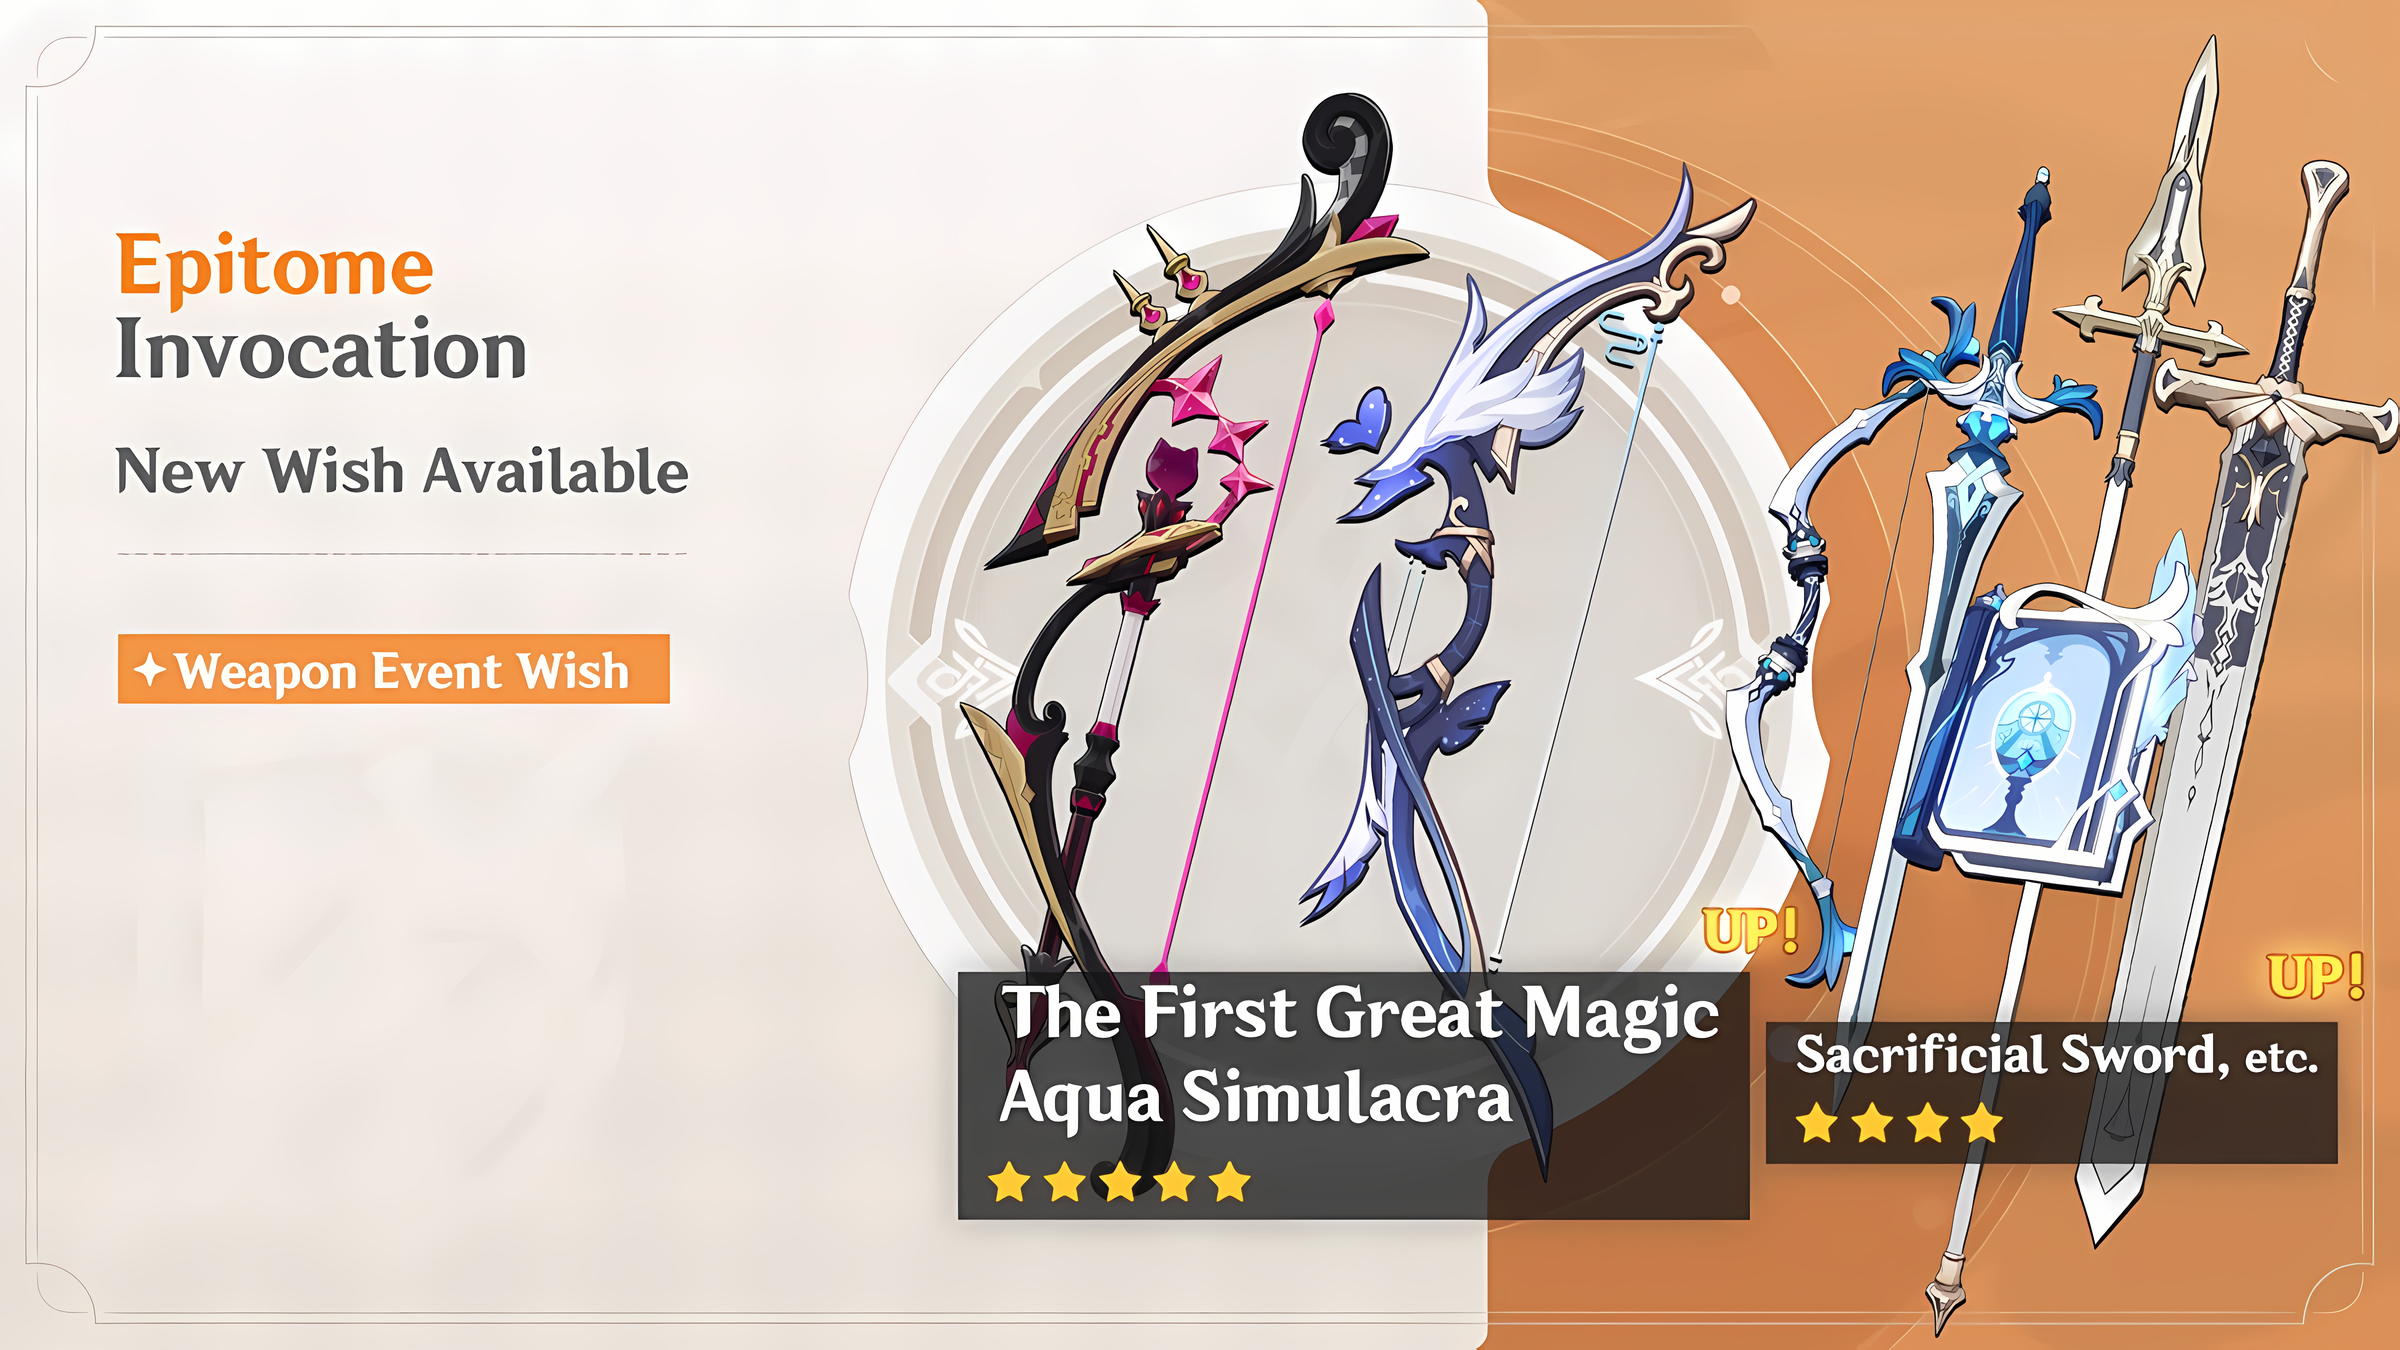 Epitome
Invocation
New Wish Available
Weapon Event Wish
UP!
The First Great Magic
Aqua Simulacra
UP!
Sacrificial Sword, etc.